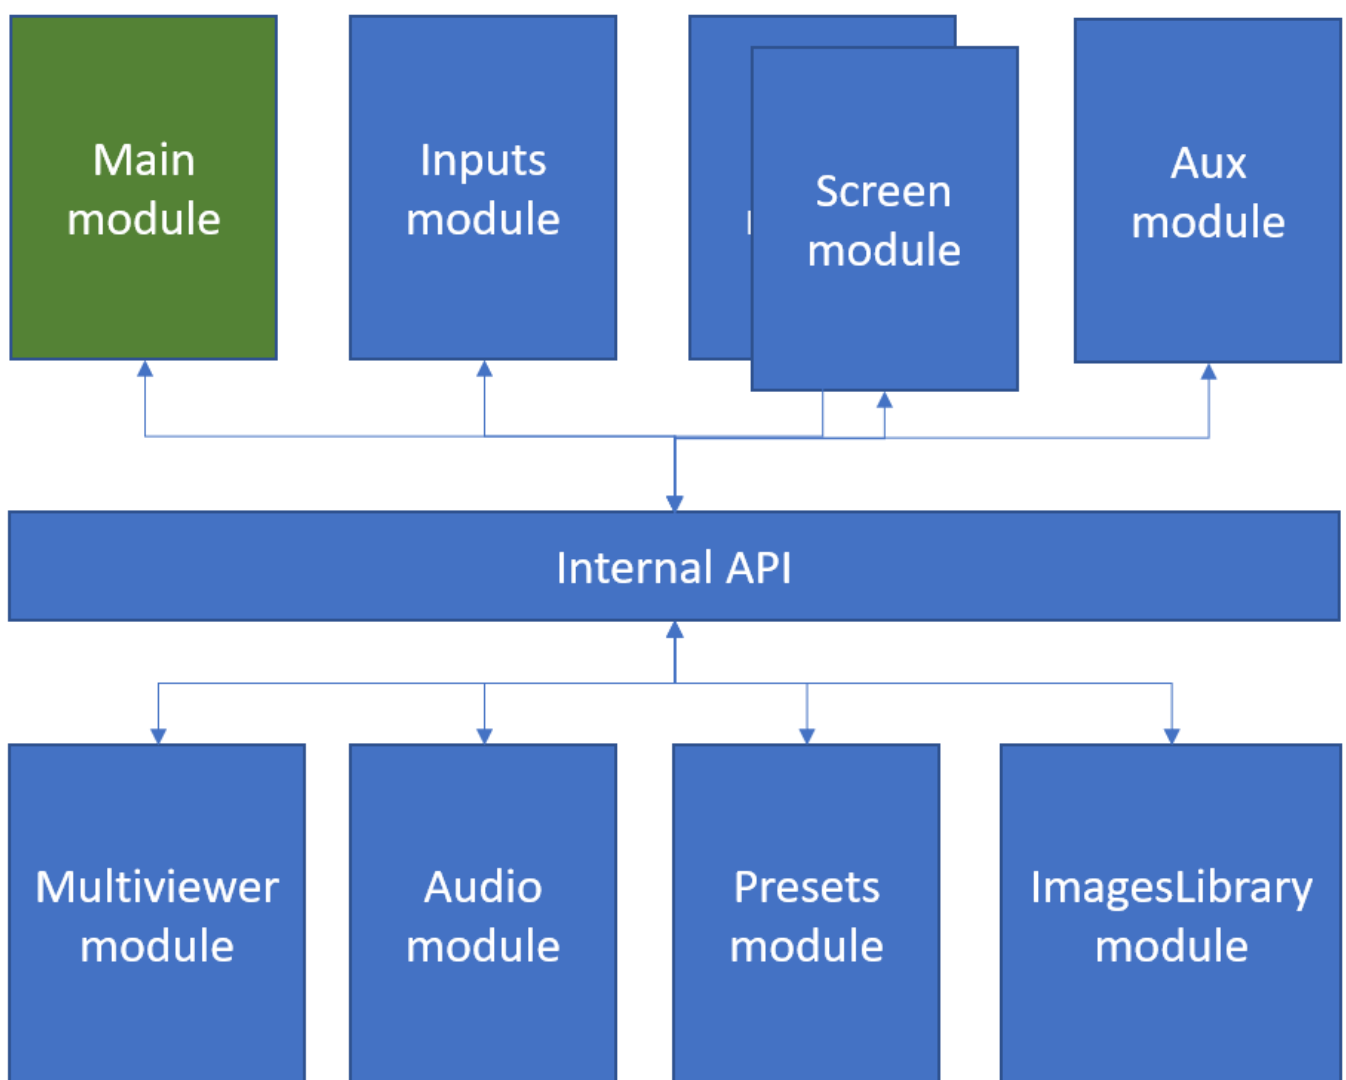 Main
module
Inputs
module
Screen
module
Aux
module
Internal API
Multiviewer
module
Audio
module
Presets
module
ImagesLibrary
module